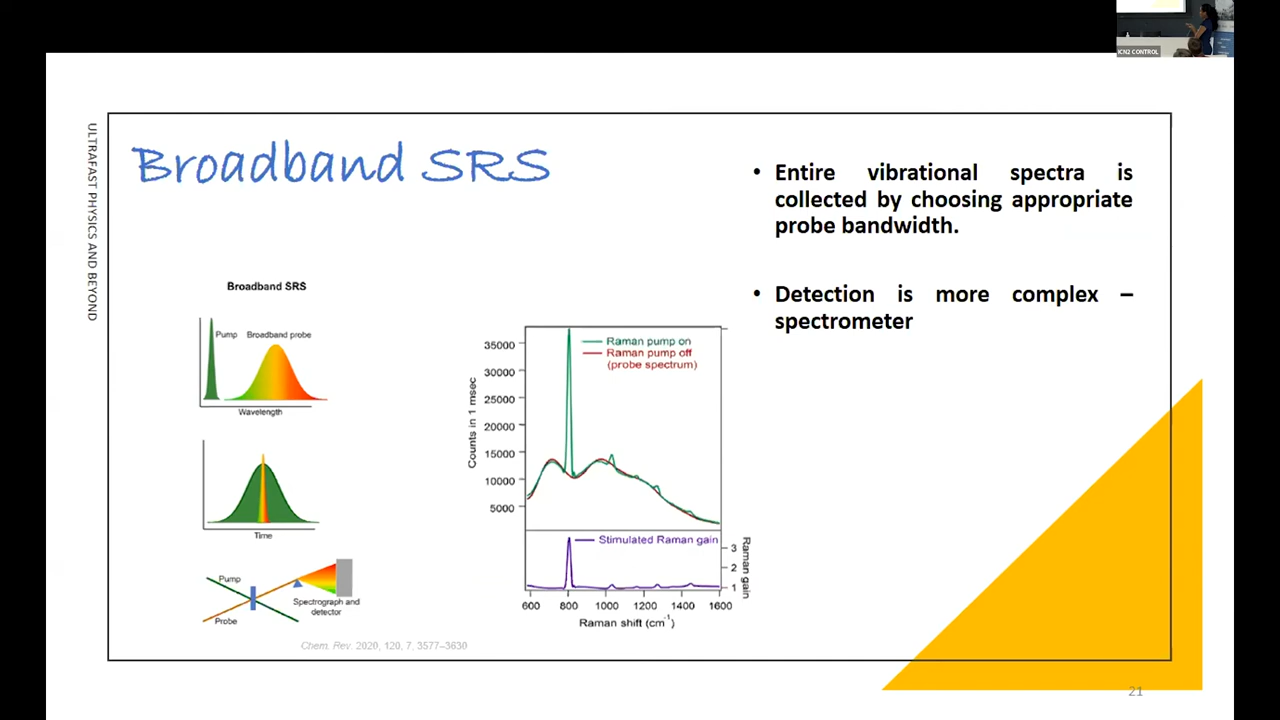 ICN2 CONTROL
ULTRAFAST PHYSICS AND BEYOND
Broadband SRS
• Entire vibrational spectra is
collected by choosing appropriate
probe bandwidth.
• Detection is more complex –
spectrometer
Broadband SRS
Pump
Broadband probe
Wavelength
Time
Pump
Probe
Spectrograph and
detector
Counts in 1 msec
35000
30000
25000
20000
15000
10000
5000
Raman pump on
Raman pump off
(probe spectrum)
Stimulated Raman gain
3
2
1
Raman gain
600 800 1000 1200 1400 1600
Raman shift (cm⁻¹)
Chem. Rev. 2020, 120, 7, 3577–3630
21